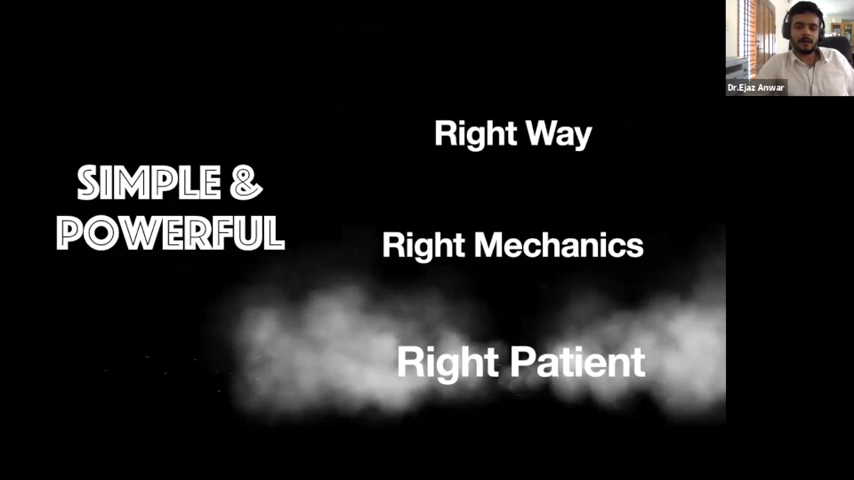 SIMPLE &
POWERFUL
Right Way
Right Mechanics
Right Patient
Dr.Ejaz Anwar